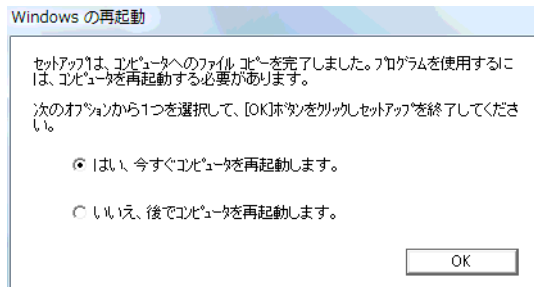 Windows の再起動
ｾｯﾄｱｯﾌﾟは、ｺﾝﾋﾟｭｰﾀへのﾌｧｲﾙ ｺﾋﾟｰを完了しました。ﾌﾟﾛｸﾞﾗﾑを使用するに
は、ｺﾝﾋﾟｭｰﾀを再起動する必要があります。
次のｵﾌﾟｼｮﾝから1つを選択して、[OK]ﾎﾞﾀﾝをｸﾘｯｸしｾｯﾄｱｯﾌﾟを終了してくださ
い。
はい、今すぐｺﾝﾋﾟｭｰﾀを再起動します。
いいえ、後でｺﾝﾋﾟｭｰﾀを再起動します。
OK